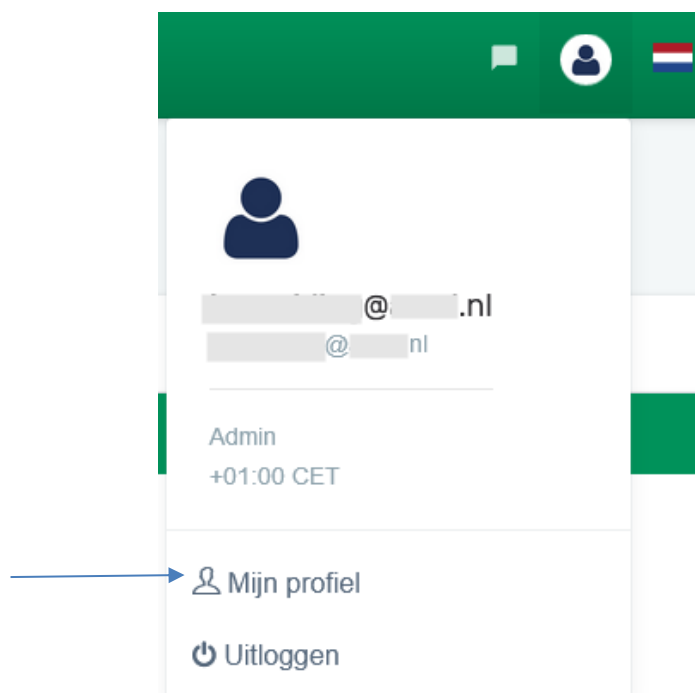 @ .nl
@ nl
Admin
+01:00 CET
Mijn profiel
Uitloggen